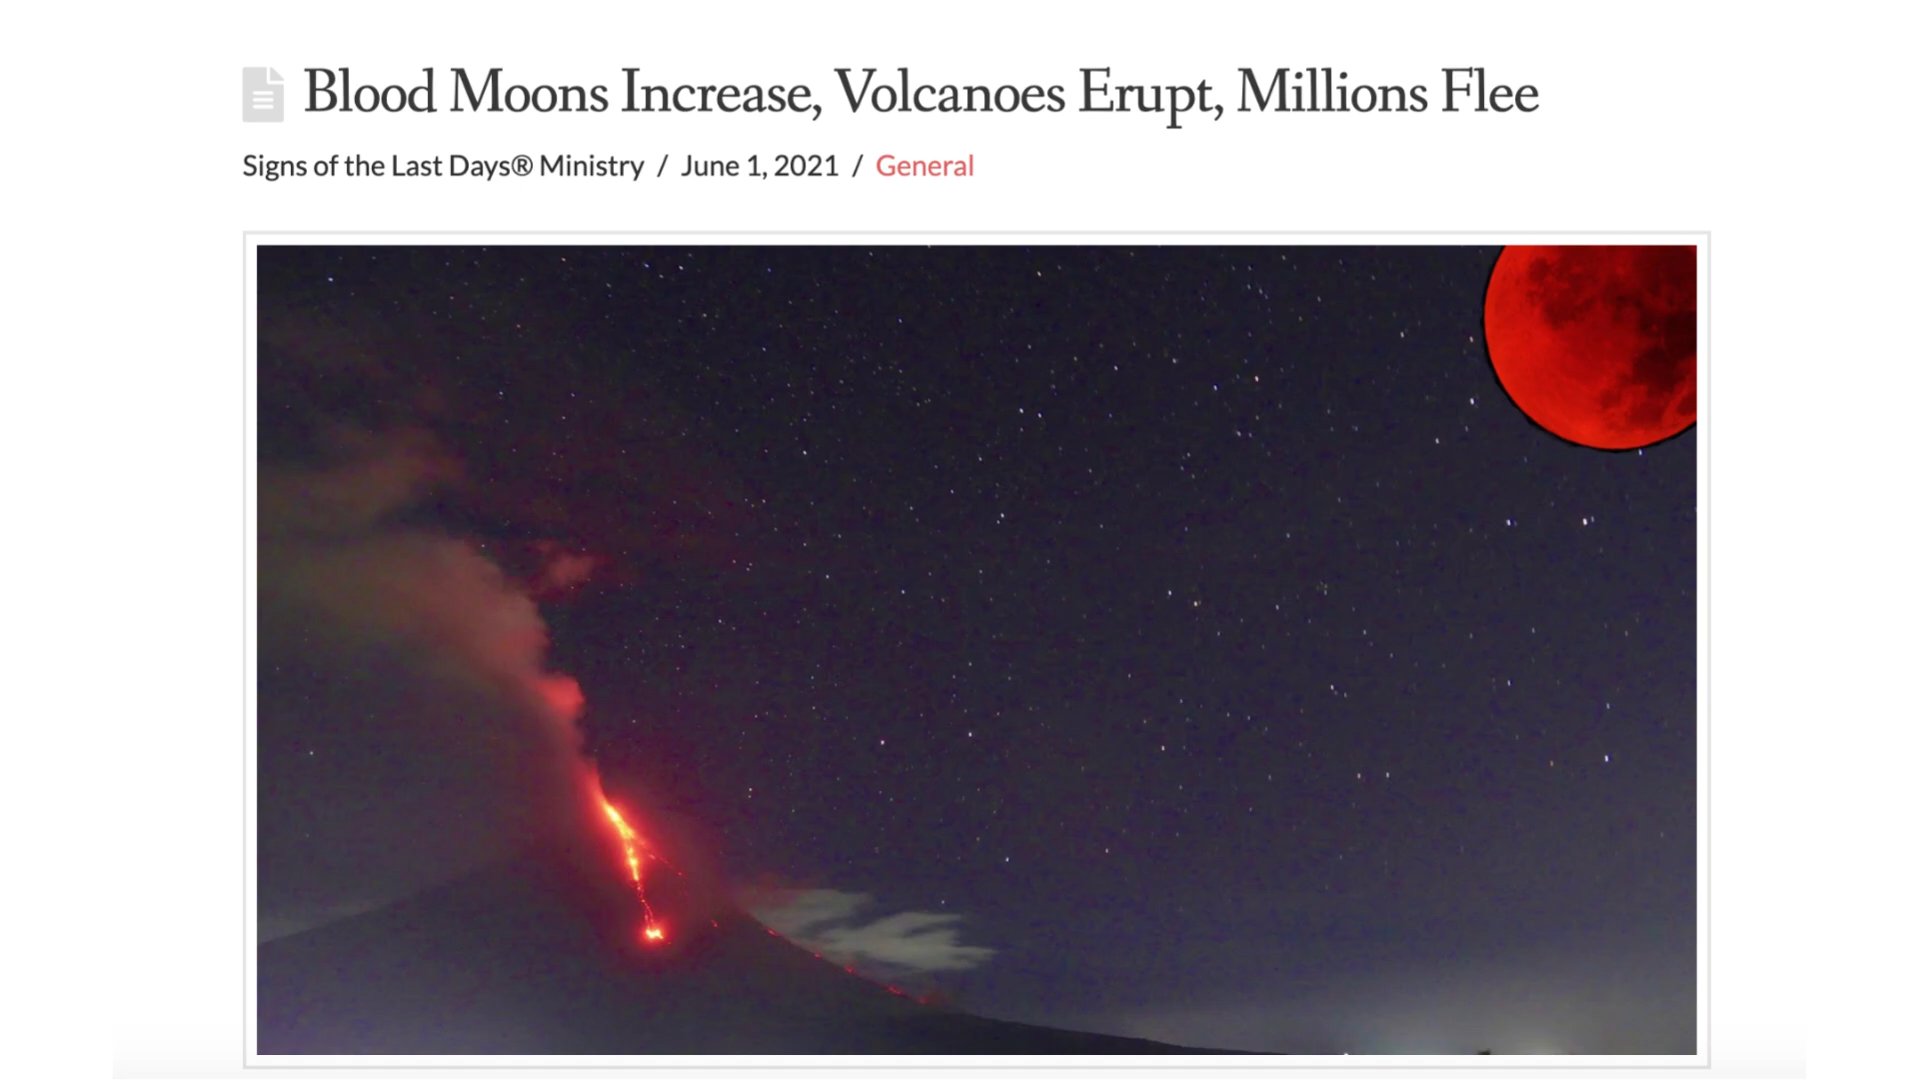 Blood Moons Increase, Volcanoes Erupt, Millions Flee
Signs of the Last Days® Ministry / June 1, 2021 / General